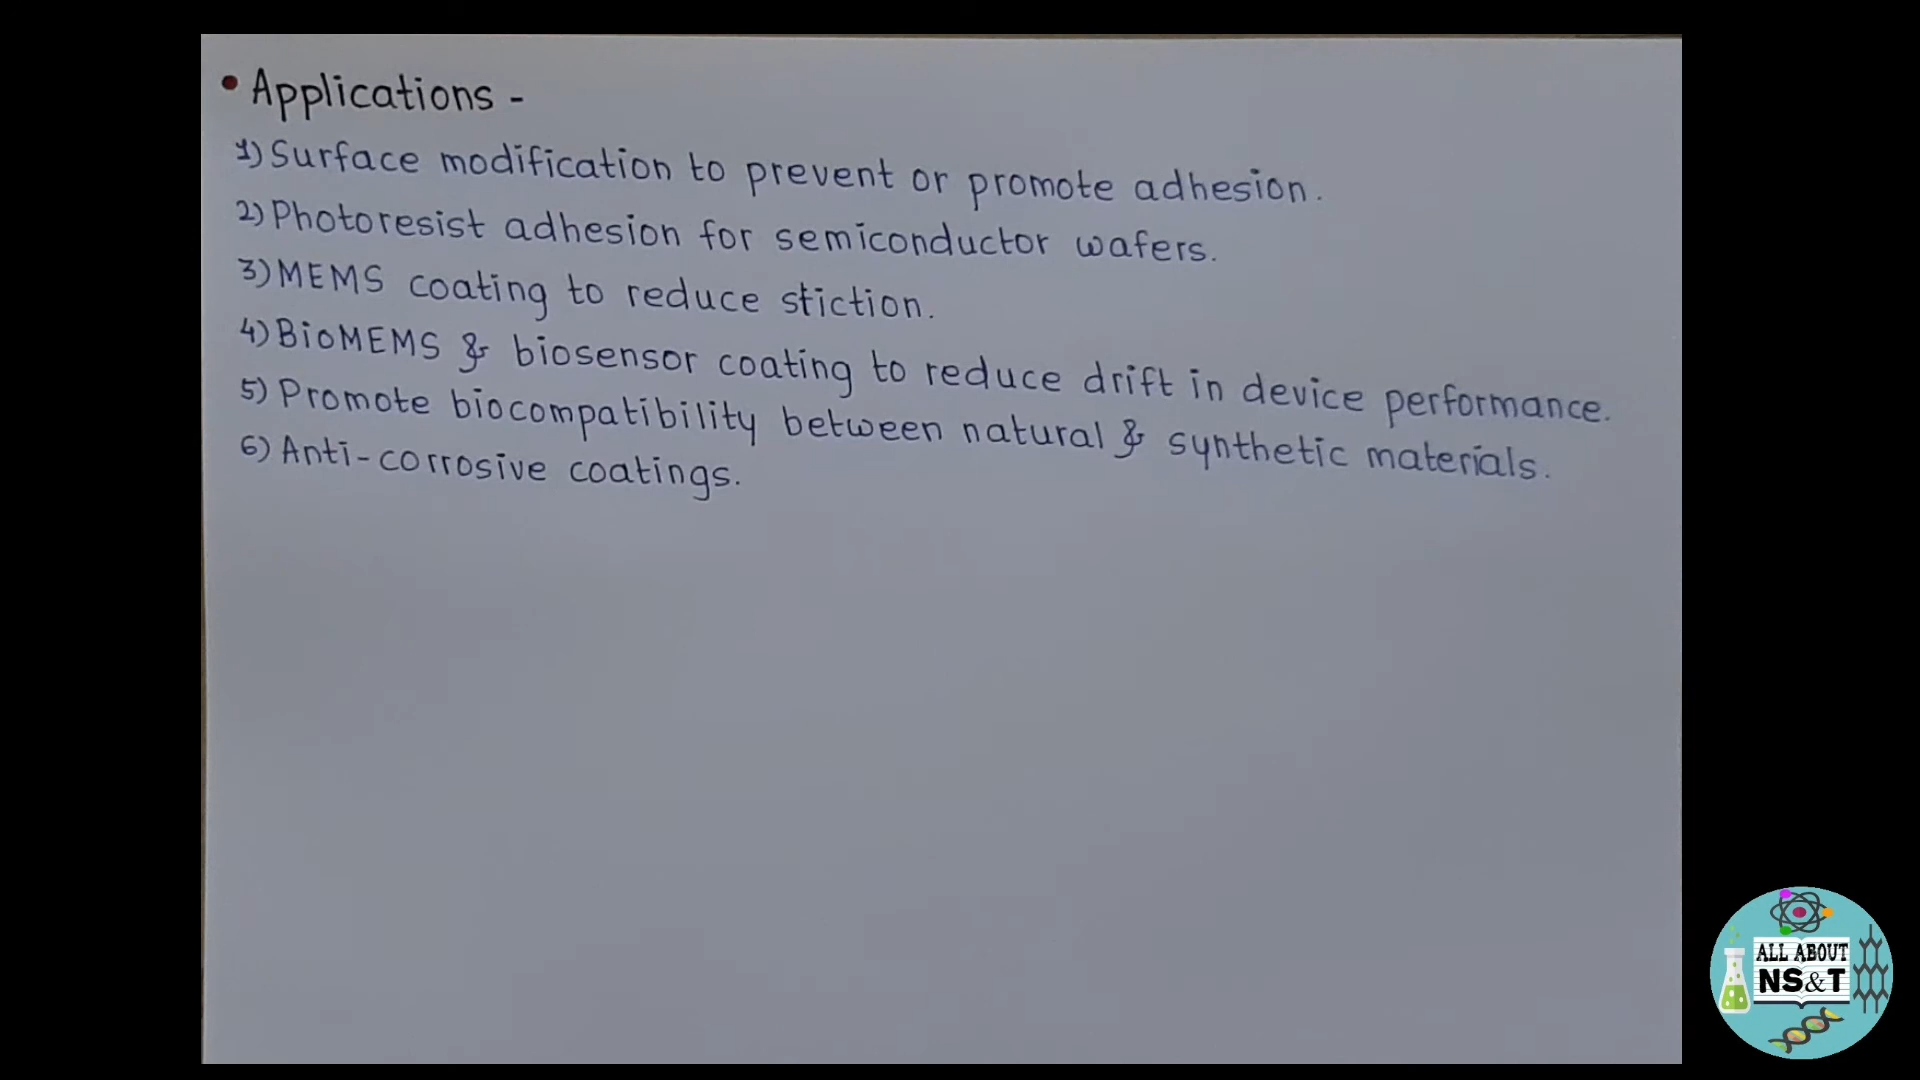 • Applications -
1) Surface modification to prevent or promote adhesion.
2) Photoresist adhesion for semiconductor wafers.
3) MEMS coating to reduce stiction.
4) BioMEMS & biosensor coating to reduce drift in device performance.
5) Promote biocompatibility between natural & synthetic materials.
6) Anti-corrosive coatings.
ALL ABOUT
NS&T